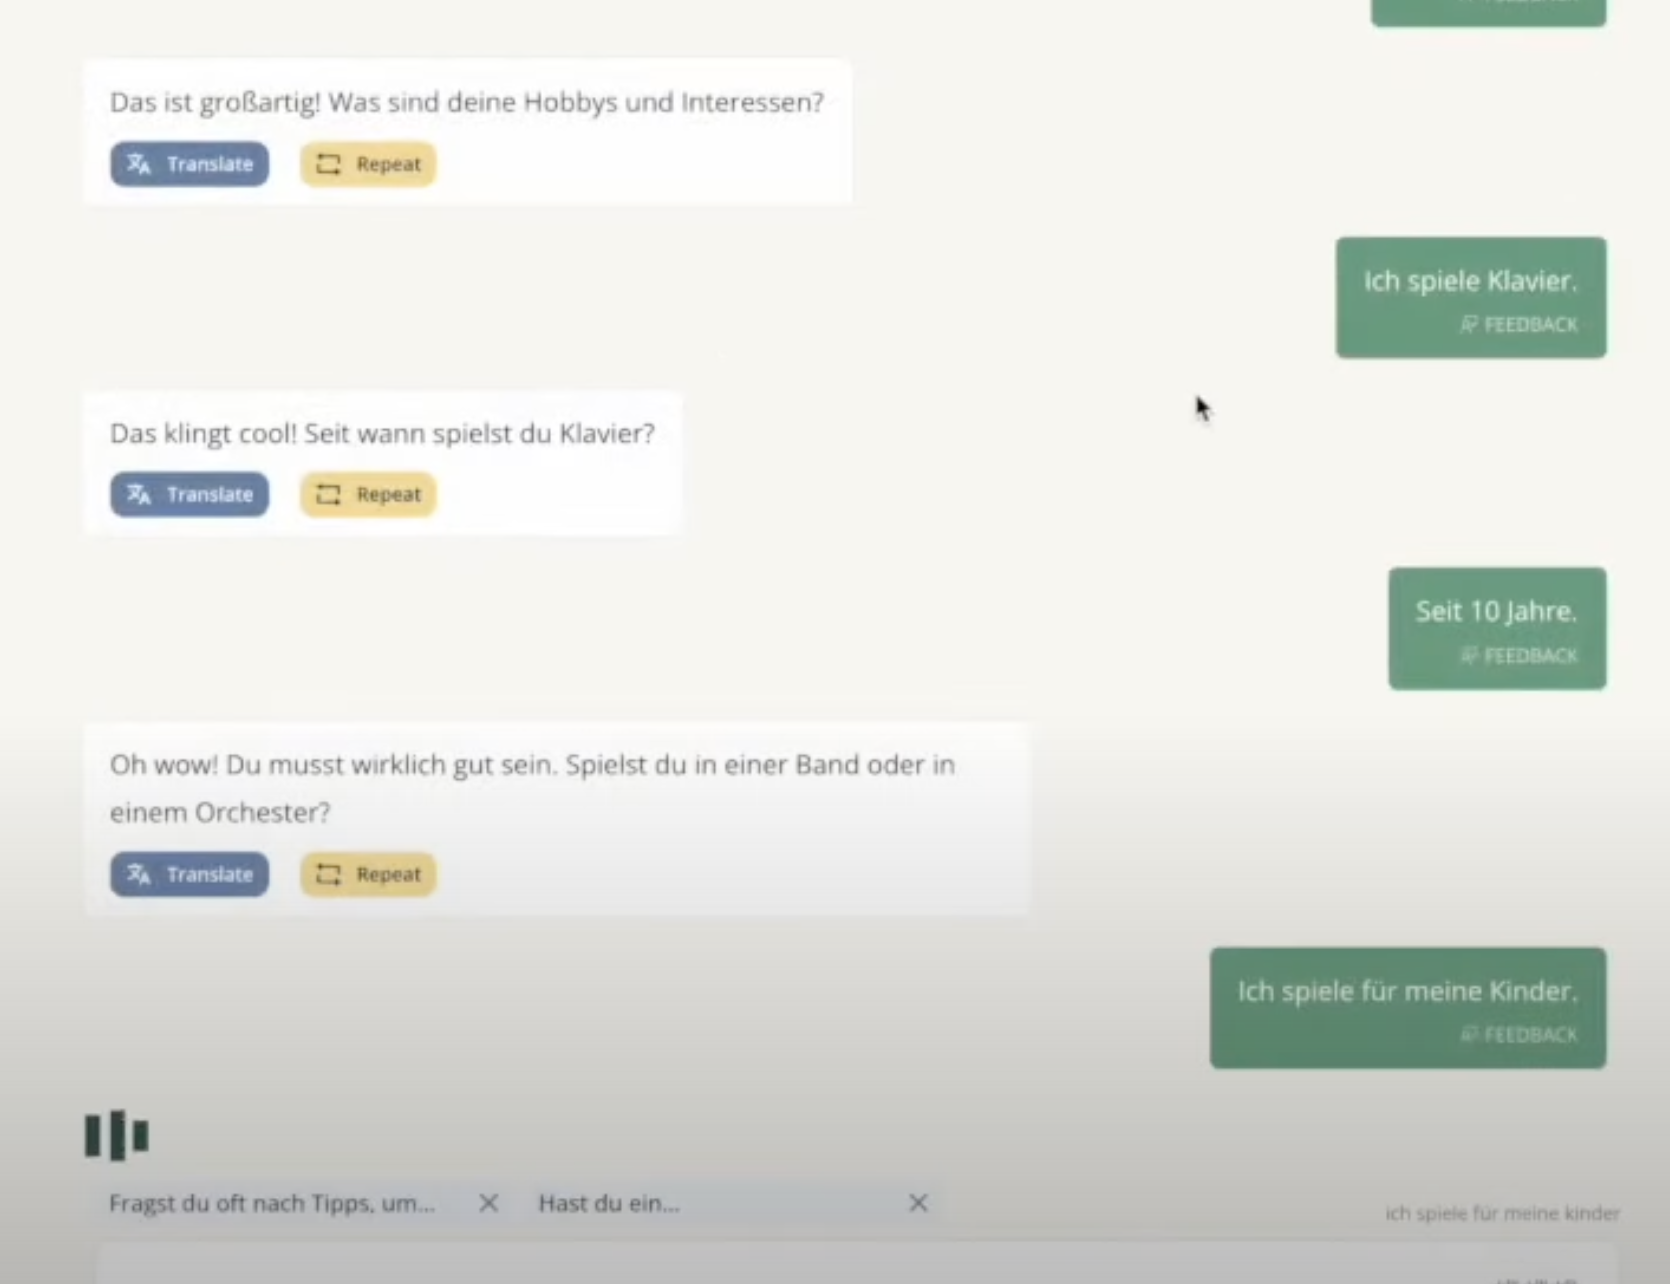 Das ist großartig! Was sind deine Hobbys und Interessen?
Translate Repeat
Ich spiele Klavier.
FEEDBACK
Das klingt cool! Seit wann spielst du Klavier?
Translate Repeat
Seit 10 Jahre.
FEEDBACK
Oh wow! Du musst wirklich gut sein. Spielst du in einer Band oder in
einem Orchester?
Translate Repeat
Ich spiele für meine Kinder.
FEEDBACK
Fragst du oft nach Tipps, um... Hast du ein...
ich spiele für meine kinder